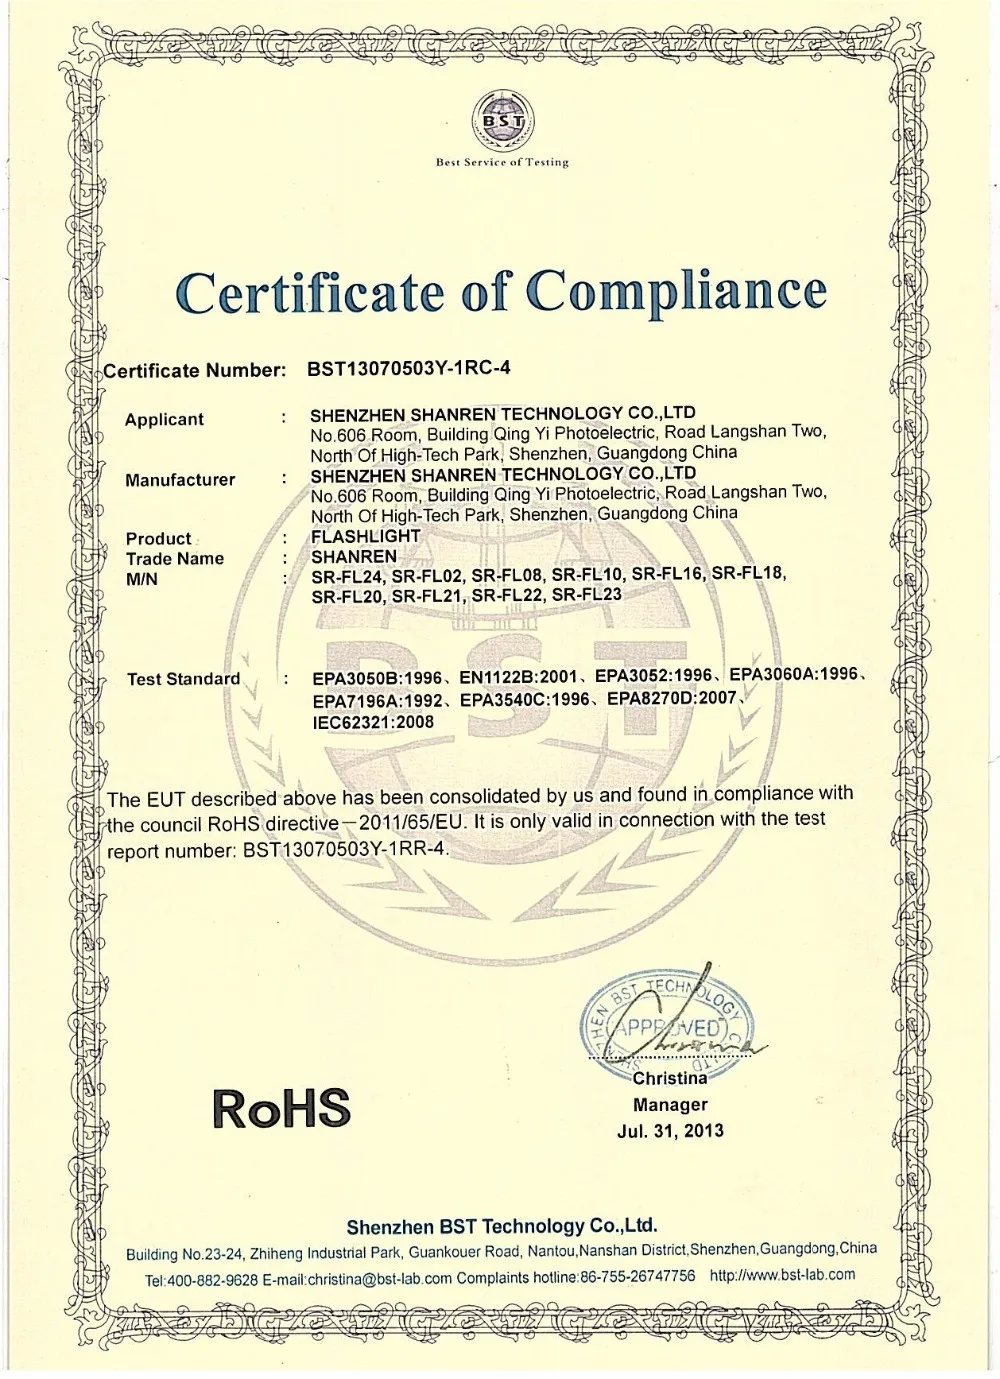 BST
Best Service of Testing
Certificate of Compliance
Certificate Number: BST13070503Y-1RC-4
Applicant : SHENZHEN SHANREN TECHNOLOGY CO.,LTD
No.606 Room, Building Qing Yi Photoelectric, Road Langshan Two,
North Of High-Tech Park, Shenzhen, Guangdong China
Manufacturer : SHENZHEN SHANREN TECHNOLOGY CO.,LTD
No.606 Room, Building Qing Yi Photoelectric, Road Langshan Two,
North Of High-Tech Park, Shenzhen, Guangdong China
Product : FLASHLIGHT
Trade Name : SHANREN
M/N : SR-FL24, SR-FL02, SR-FL08, SR-FL10, SR-FL16, SR-FL18,
SR-FL20, SR-FL21, SR-FL22, SR-FL23
BST
Test Standard : EPA3050B:1996、EN1122B:2001、EPA3052:1996、EPA3060A:1996、
EPA7196A:1992、EPA3540C:1996、EPA8270D:2007、
IEC62321:2008
The EUT described above has been consolidated by us and found in compliance with
the council RoHS directive－2011/65/EU. It is only valid in connection with the test
report number: BST13070503Y-1RR-4.
SHENZHEN BST TECHNOLOGY CO LTD
APPROVED
Christina
Christina
Manager
Jul. 31, 2013
RoHS
Shenzhen BST Technology Co.,Ltd.
Building No.23-24, Zhiheng Industrial Park, Guankouer Road, Nantou,Nanshan District,Shenzhen,Guangdong,China
Tel:400-882-9628 E-mail:christina@bst-lab.com Complaints hotline:86-755-26747756 http://www.bst-lab.com